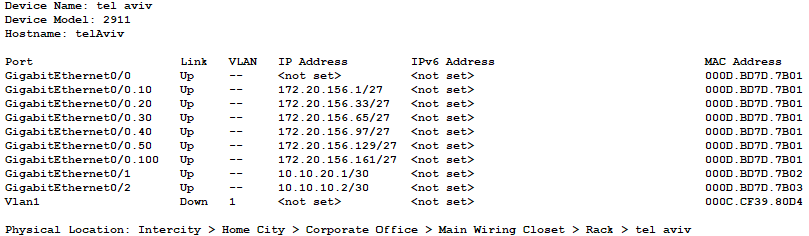 Device Name: tel aviv
Device Model: 2911
Hostname: telAviv
Port Link VLAN IP Address IPv6 Address MAC Address
GigabitEthernet0/0 Up -- <not set> <not set> 000D.BD7D.7B01
GigabitEthernet0/0.10 Up -- 172.20.156.1/27 <not set> 000D.BD7D.7B01
GigabitEthernet0/0.20 Up -- 172.20.156.33/27 <not set> 000D.BD7D.7B01
GigabitEthernet0/0.30 Up -- 172.20.156.65/27 <not set> 000D.BD7D.7B01
GigabitEthernet0/0.40 Up -- 172.20.156.97/27 <not set> 000D.BD7D.7B01
GigabitEthernet0/0.50 Up -- 172.20.156.129/27 <not set> 000D.BD7D.7B01
GigabitEthernet0/0.100 Up -- 172.20.156.161/27 <not set> 000D.BD7D.7B01
GigabitEthernet0/1 Up -- 10.10.20.1/30 <not set> 000D.BD7D.7B02
GigabitEthernet0/2 Up -- 10.10.10.2/30 <not set> 000D.BD7D.7B03
Vlan1 Down 1 <not set> <not set> 000C.CF39.80D4
Physical Location: Intercity > Home City > Corporate Office > Main Wiring Closet > Rack > tel aviv